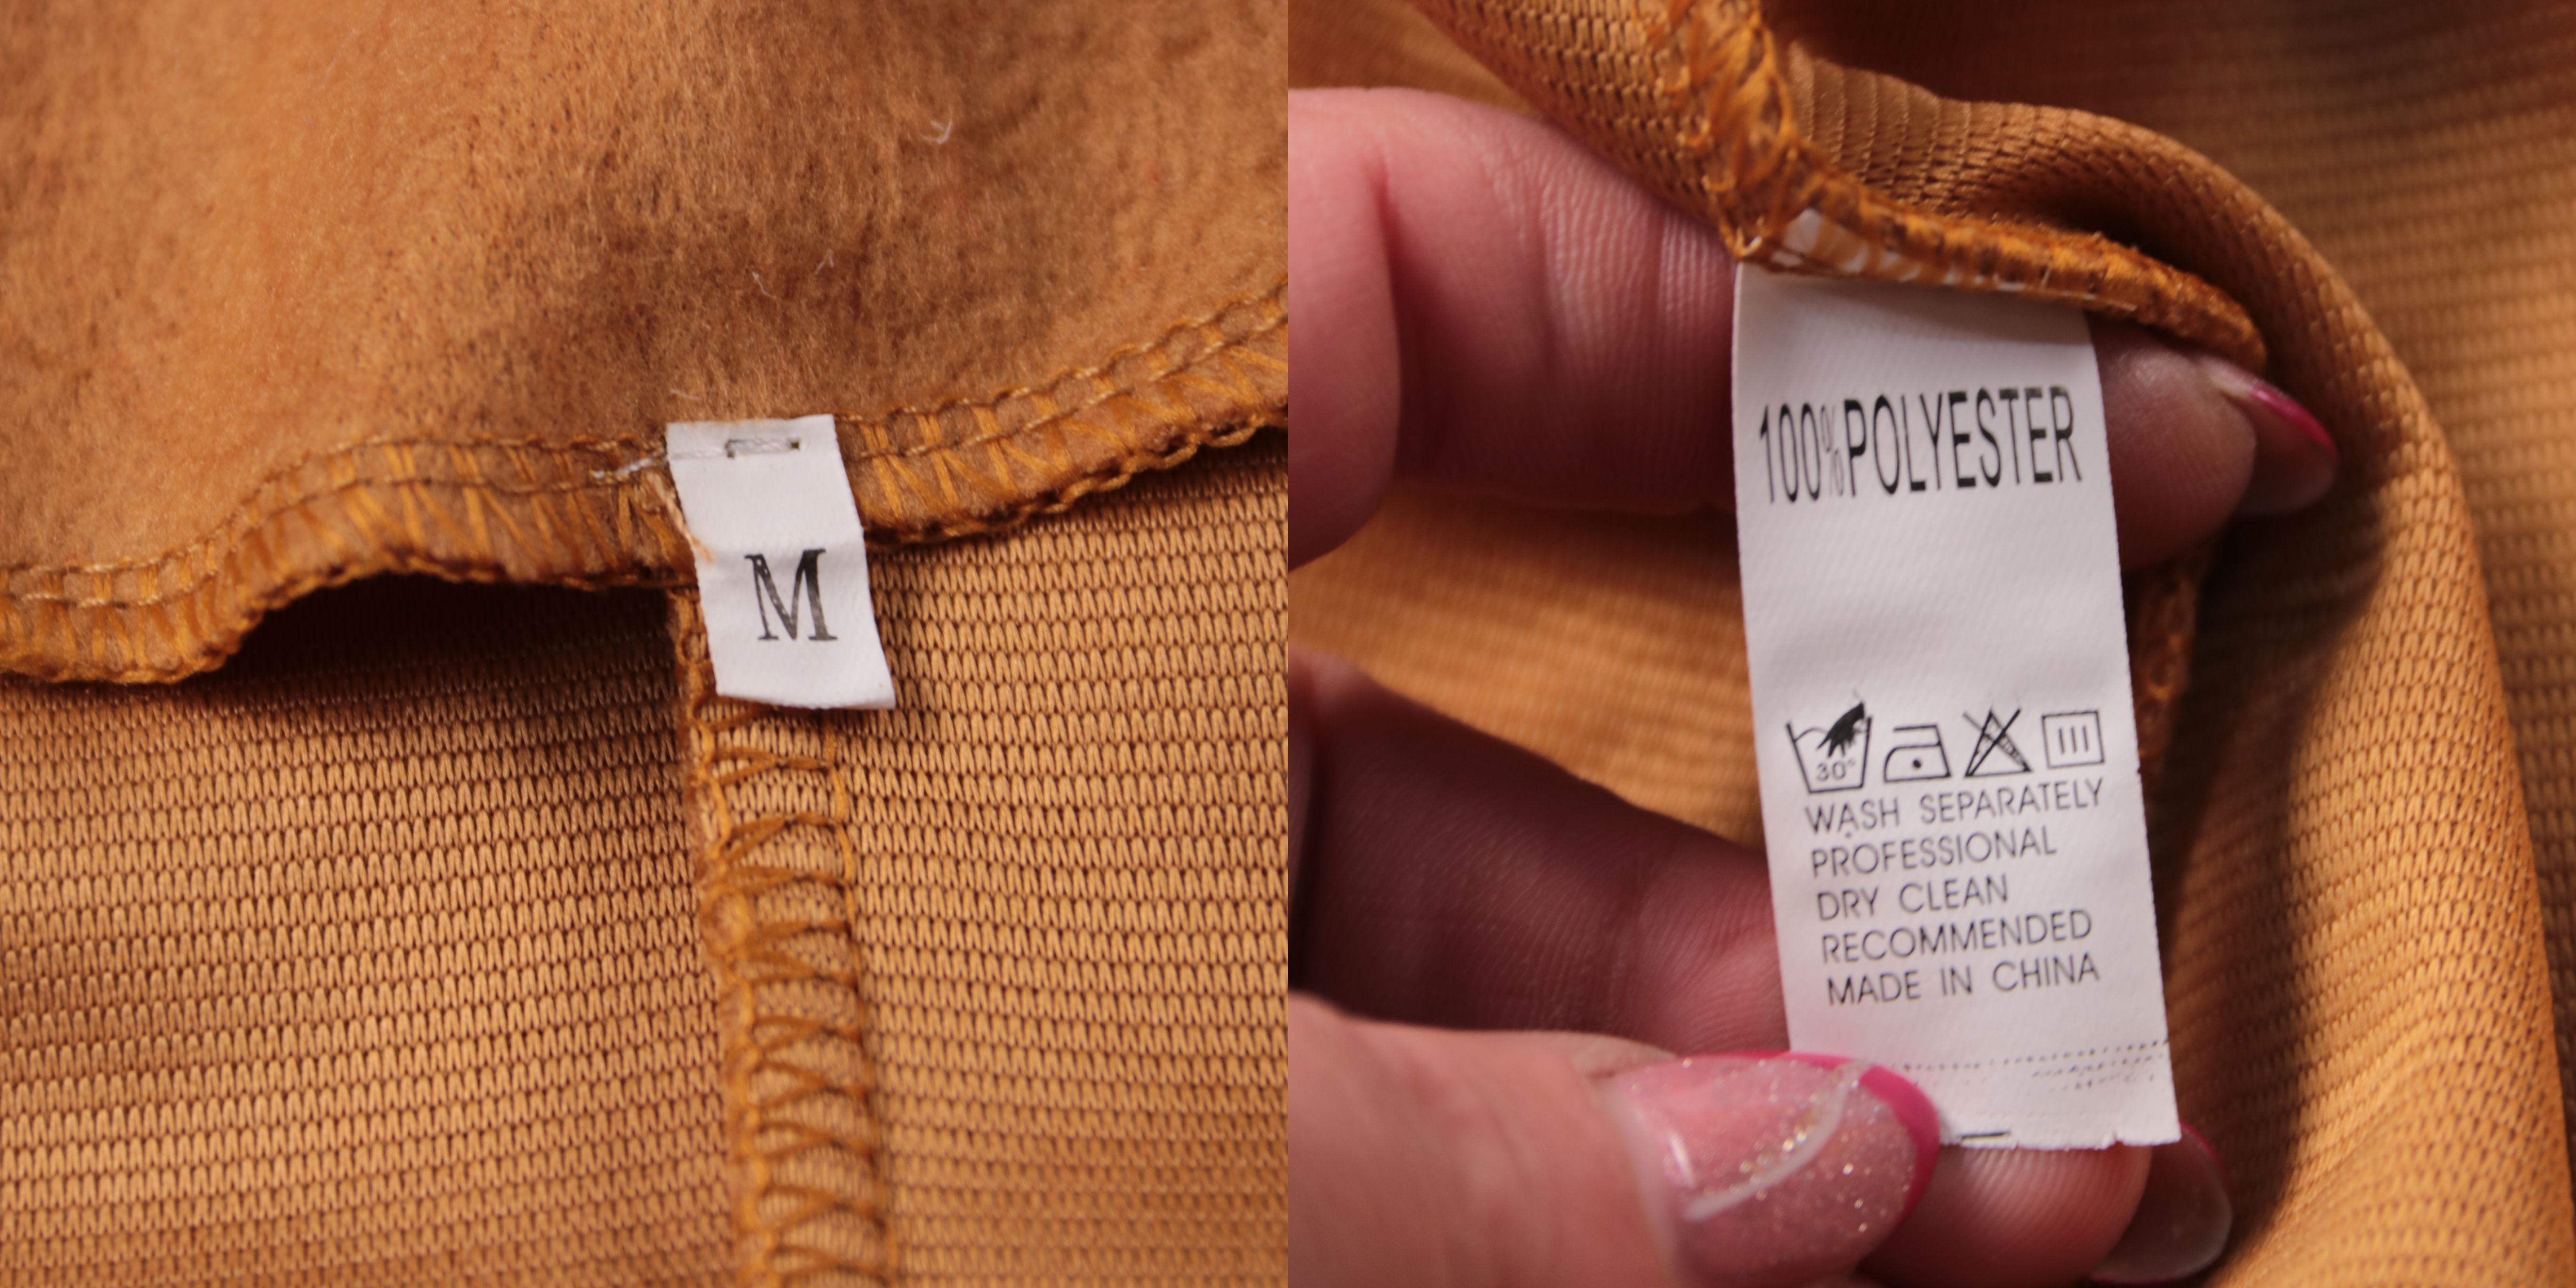 M
100%POLYESTER
30°
WASH SEPARATELY
PROFESSIONAL
DRY CLEAN
RECOMMENDED
MADE IN CHINA